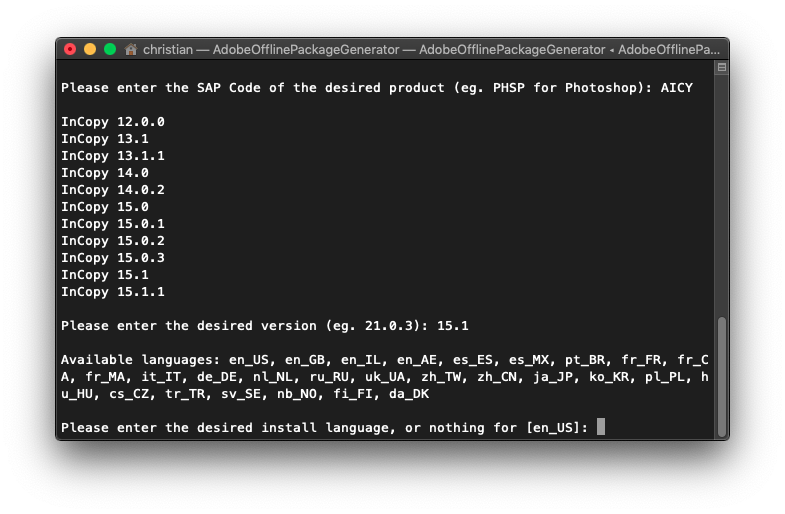 christian — AdobeOfflinePackageGenerator — AdobeOfflinePackageGenerator ◂ AdobeOfflinePa...
Please enter the SAP Code of the desired product (eg. PHSP for Photoshop): AICY
InCopy 12.0.0
InCopy 13.1
InCopy 13.1.1
InCopy 14.0
InCopy 14.0.2
InCopy 15.0
InCopy 15.0.1
InCopy 15.0.2
InCopy 15.0.3
InCopy 15.1
InCopy 15.1.1
Please enter the desired version (eg. 21.0.3): 15.1
Available languages: en_US, en_GB, en_IL, en_AE, es_ES, es_MX, pt_BR, fr_FR, fr_C
A, fr_MA, it_IT, de_DE, nl_NL, ru_RU, uk_UA, zh_TW, zh_CN, ja_JP, ko_KR, pl_PL, h
u_HU, cs_CZ, tr_TR, sv_SE, nb_NO, fi_FI, da_DK
Please enter the desired install language, or nothing for [en_US]: